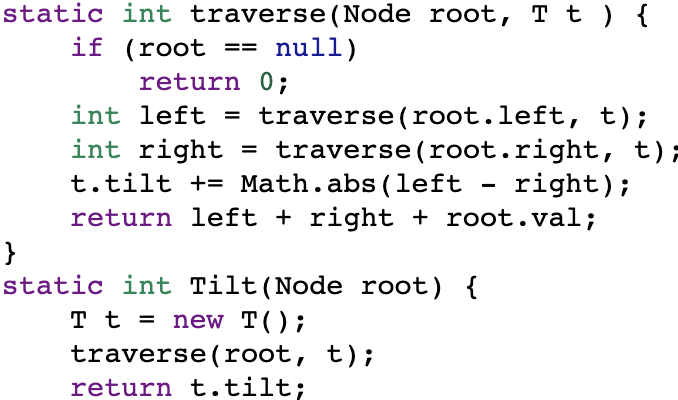 static int traverse(Node root, T t ) {
    if (root == null)
        return 0;
    int left = traverse(root.left, t);
    int right = traverse(root.right, t);
    t.tilt += Math.abs(left - right);
    return left + right + root.val;
}
static int Tilt(Node root) {
    T t = new T();
    traverse(root, t);
    return t.tilt;